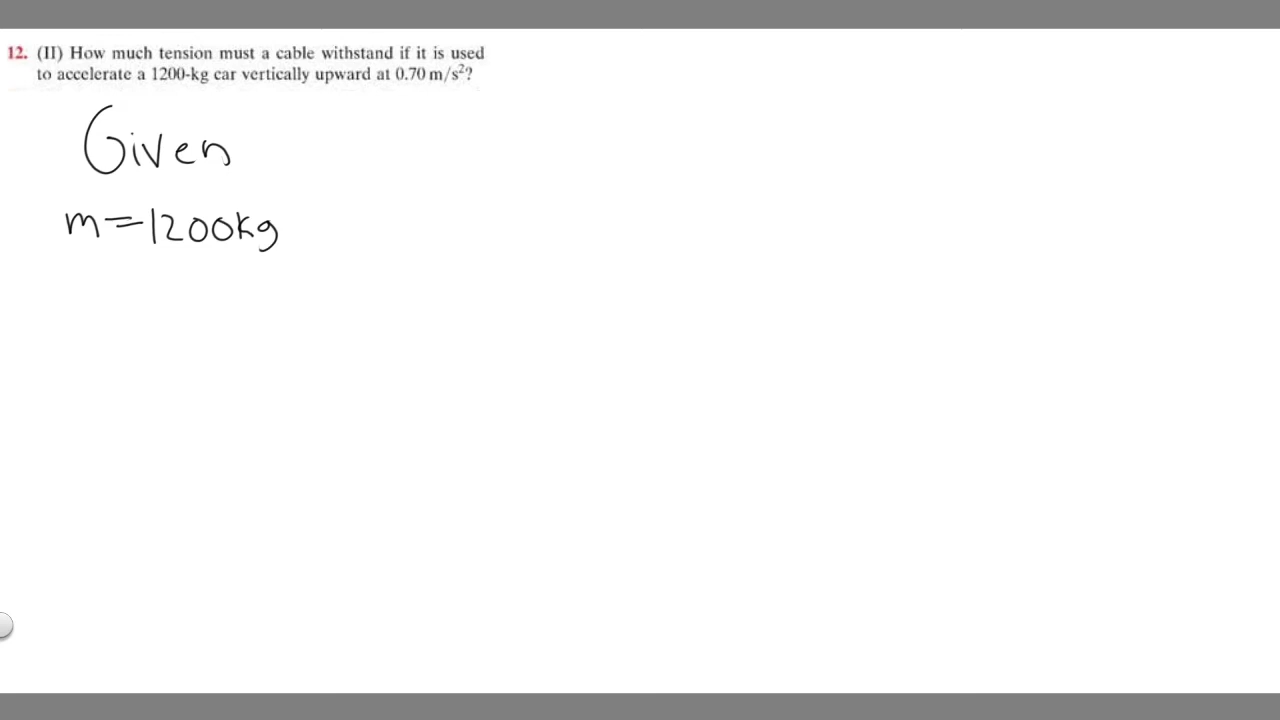 12. (II) How much tension must a cable withstand if it is used
to accelerate a 1200-kg car vertically upward at 0.70 m/s²?
Given
m=1200kg